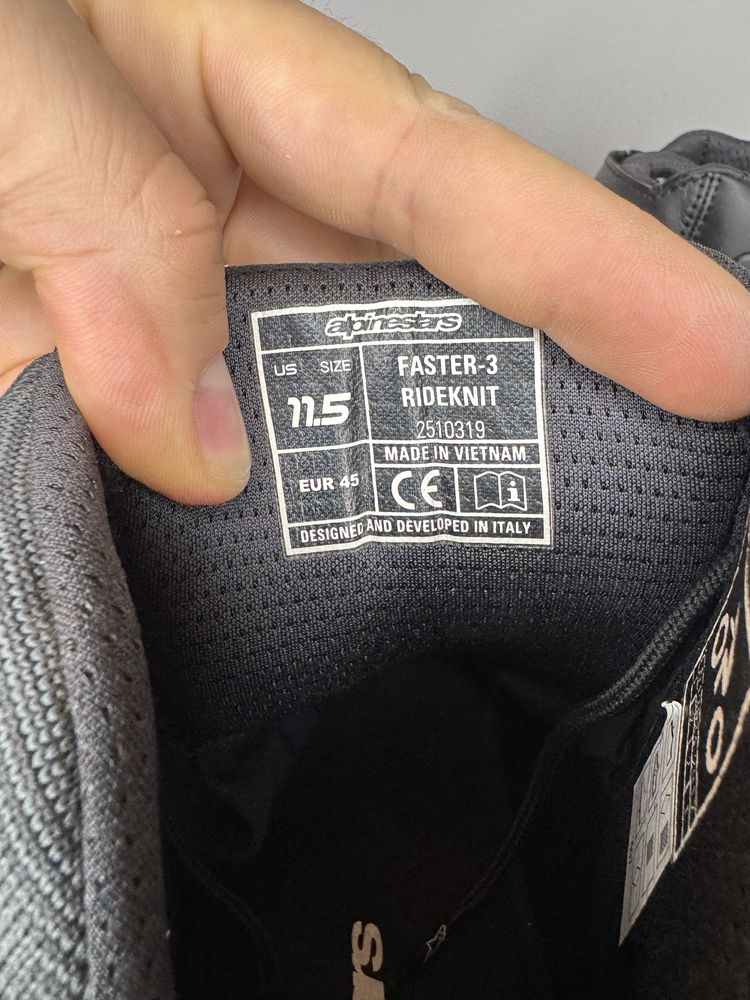 alpinestars
US SIZE
11.5
FASTER-3
RIDEKNIT
2510319
MADE IN VIETNAM
EUR 45
CE
i
DESIGNED AND DEVELOPED IN ITALY